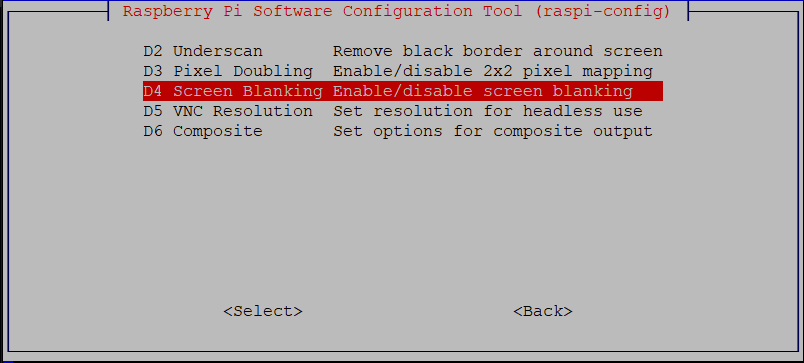 Raspberry Pi Software Configuration Tool (raspi-config)
D2 Underscan Remove black border around screen
D3 Pixel Doubling Enable/disable 2x2 pixel mapping
D4 Screen Blanking Enable/disable screen blanking
D5 VNC Resolution Set resolution for headless use
D6 Composite Set options for composite output
<Select> <Back>